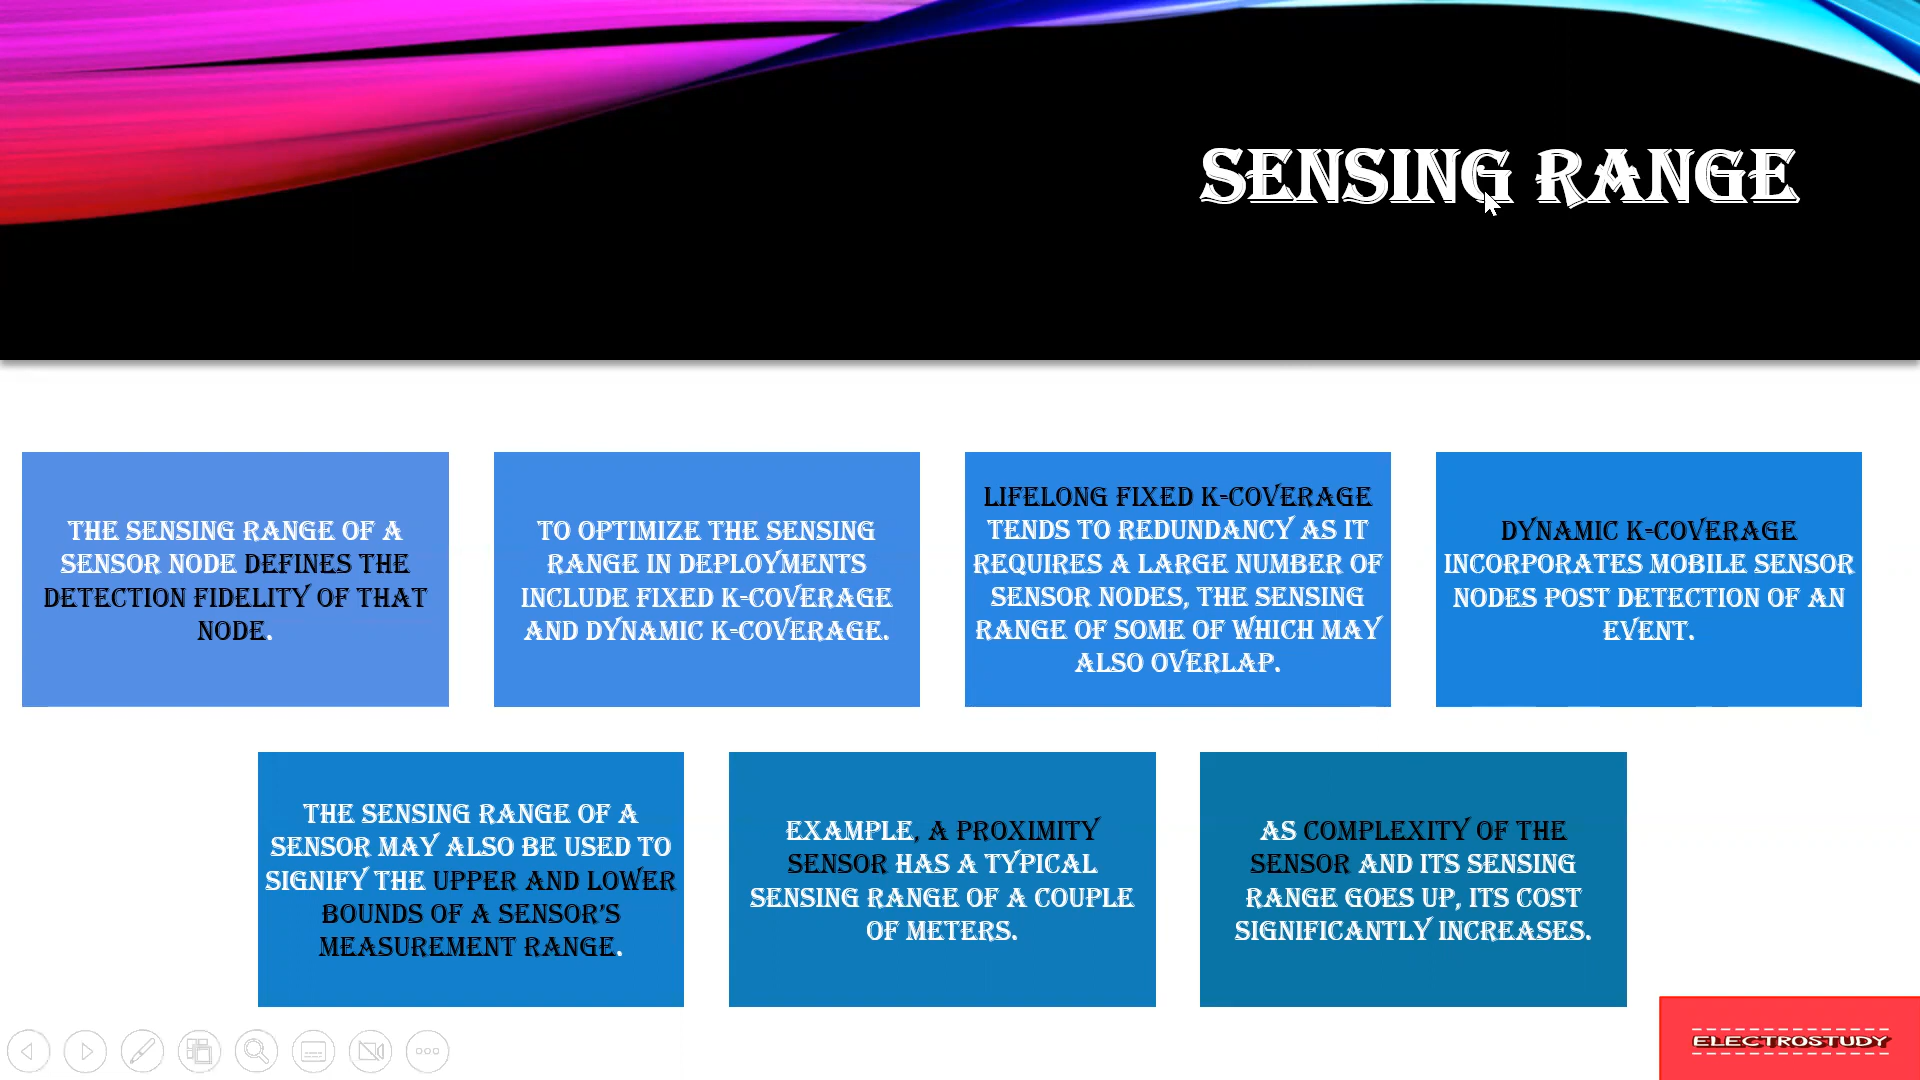 SENSING RANGE
THE SENSING RANGE OF A
SENSOR NODE DEFINES THE
DETECTION FIDELITY OF THAT
NODE.
TO OPTIMIZE THE SENSING
RANGE IN DEPLOYMENTS
INCLUDE FIXED K-COVERAGE
AND DYNAMIC K-COVERAGE.
LIFELONG FIXED K-COVERAGE
TENDS TO REDUNDANCY AS IT
REQUIRES A LARGE NUMBER OF
SENSOR NODES, THE SENSING
RANGE OF SOME OF WHICH MAY
ALSO OVERLAP.
DYNAMIC K-COVERAGE
INCORPORATES MOBILE SENSOR
NODES POST DETECTION OF AN
EVENT.
THE SENSING RANGE OF A
SENSOR MAY ALSO BE USED TO
SIGNIFY THE UPPER AND LOWER
BOUNDS OF A SENSOR'S
MEASUREMENT RANGE.
EXAMPLE, A PROXIMITY
SENSOR HAS A TYPICAL
SENSING RANGE OF A COUPLE
OF METERS.
AS COMPLEXITY OF THE
SENSOR AND ITS SENSING
RANGE GOES UP, ITS COST
SIGNIFICANTLY INCREASES.
ELECTROSTUDY